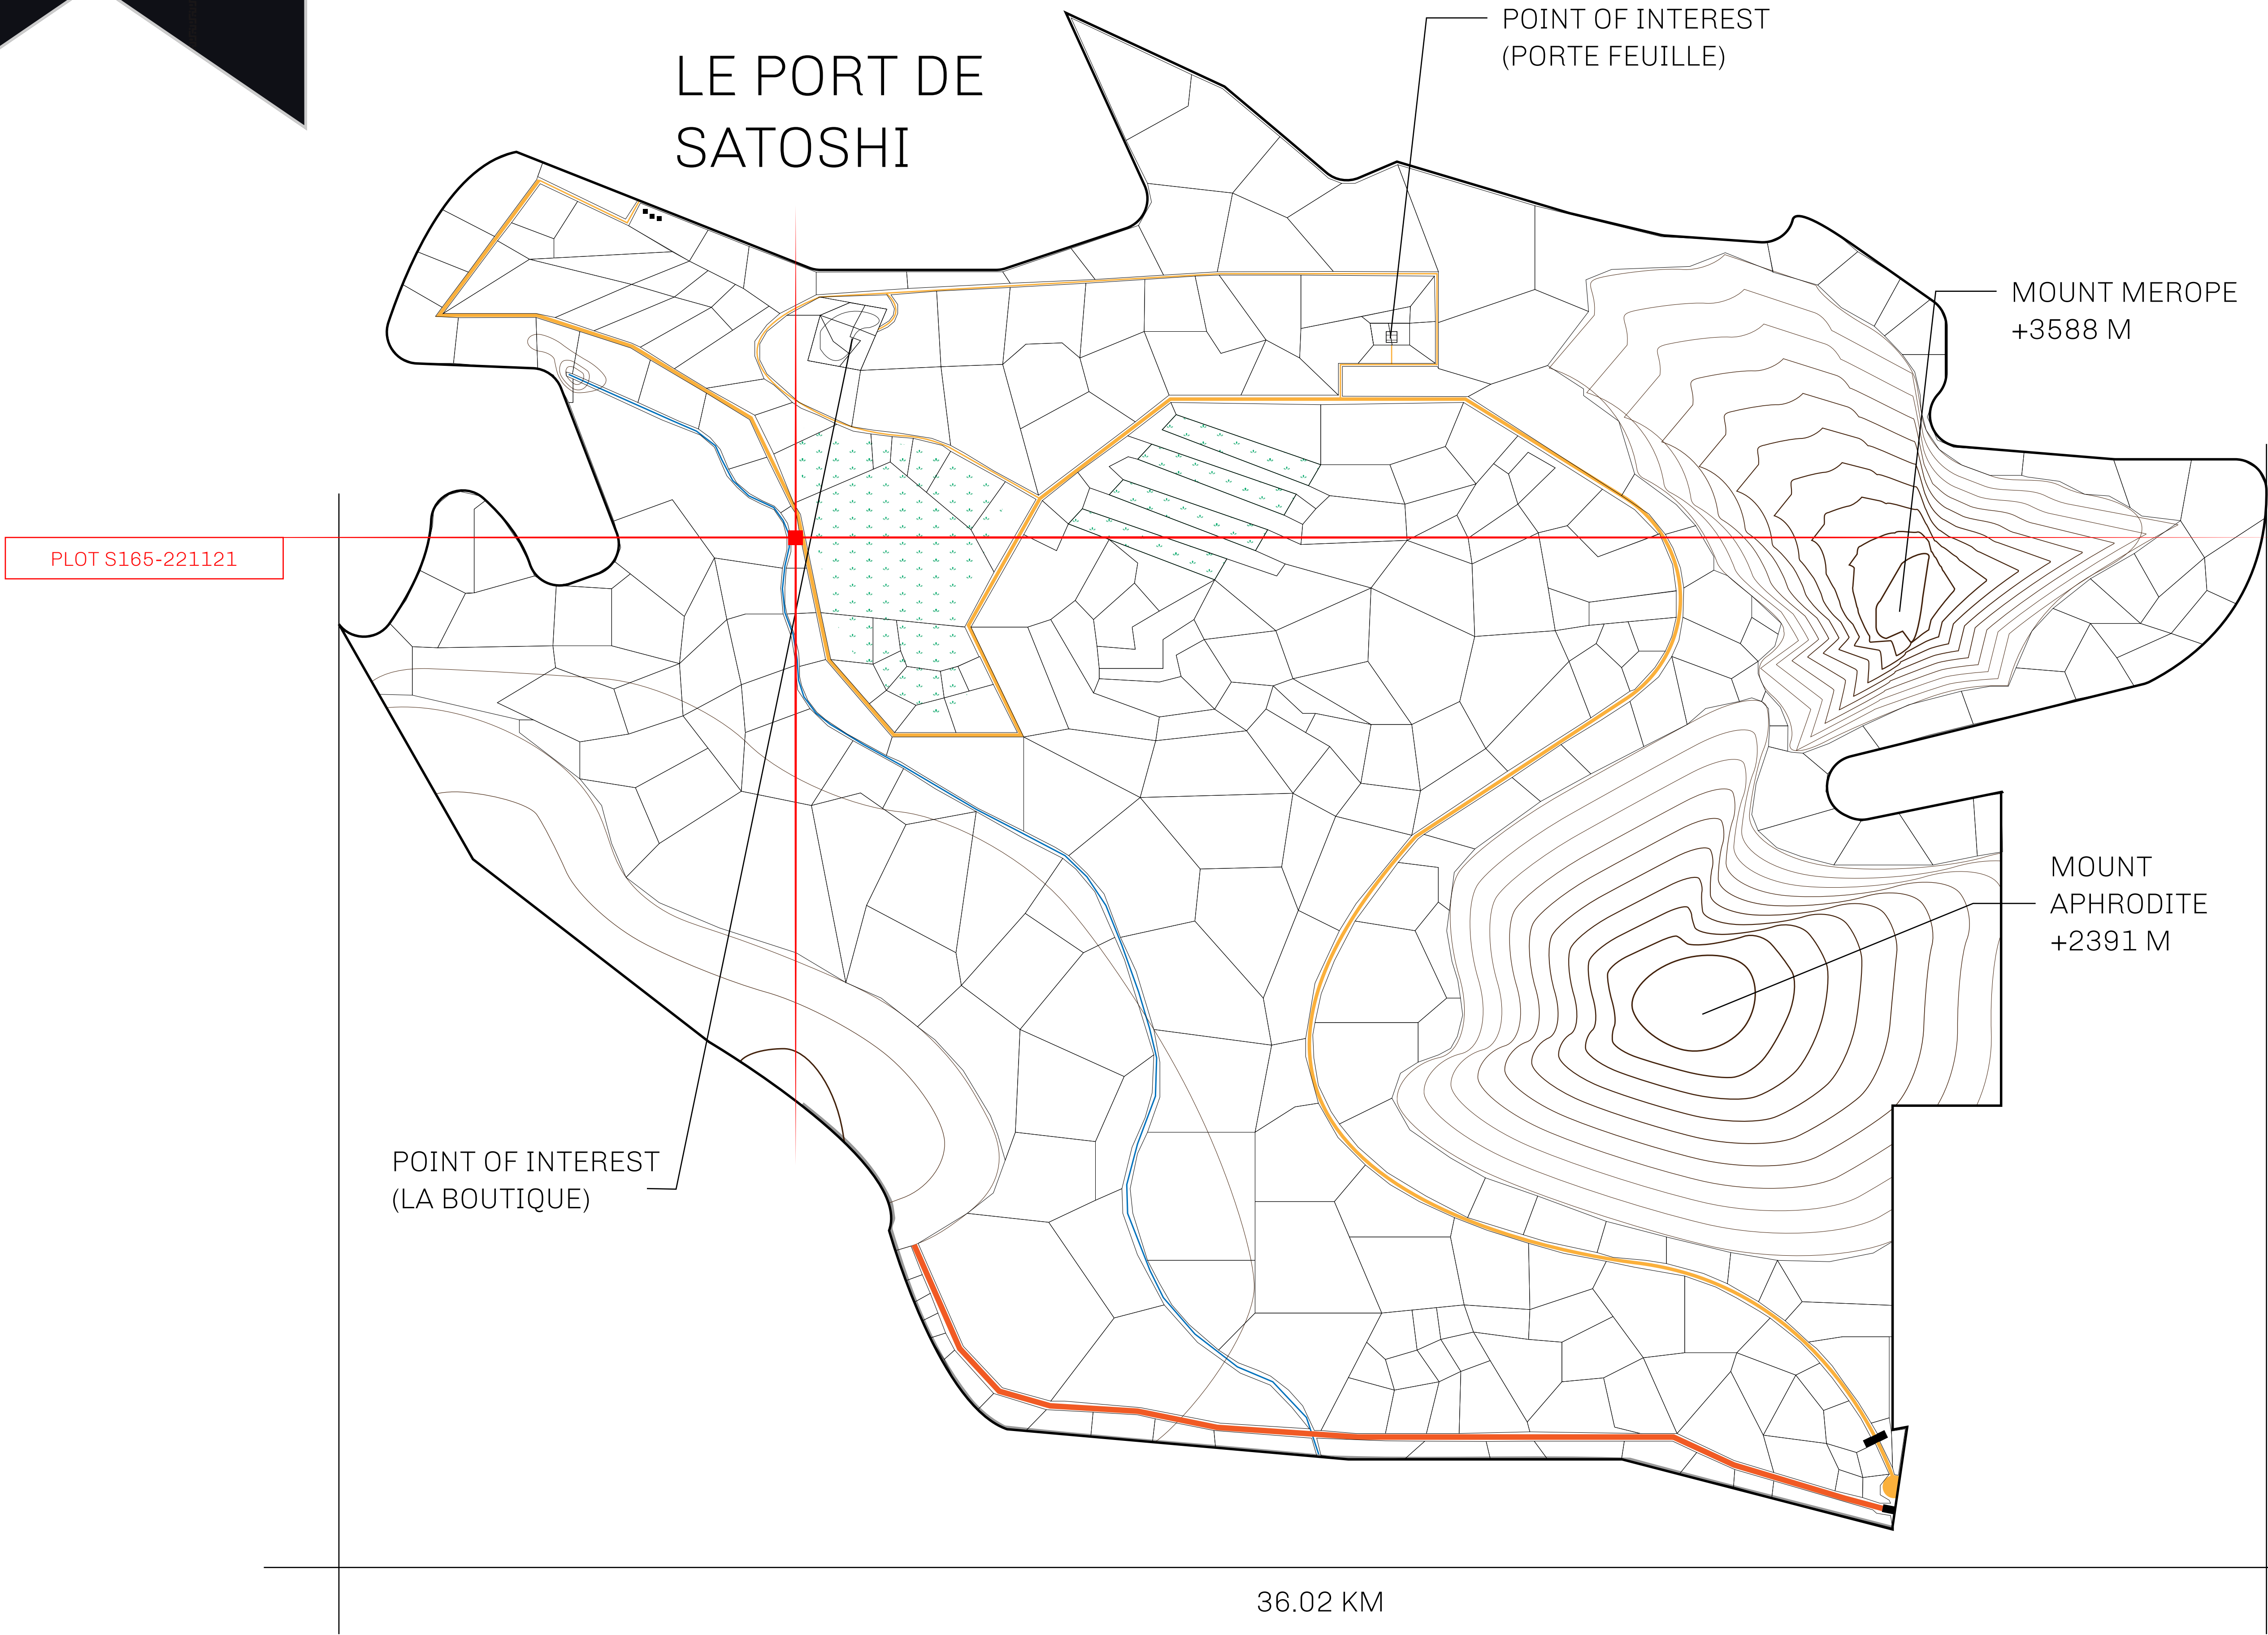 LE PORT DE
SATOSHI
POINT OF INTEREST
(PORTE FEUILLE)
MOUNT MEROPE
+3588 M
PLOT S165-221121
MOUNT
APHRODITE
+2391 M
POINT OF INTEREST
(LA BOUTIQUE)
36.02 KM